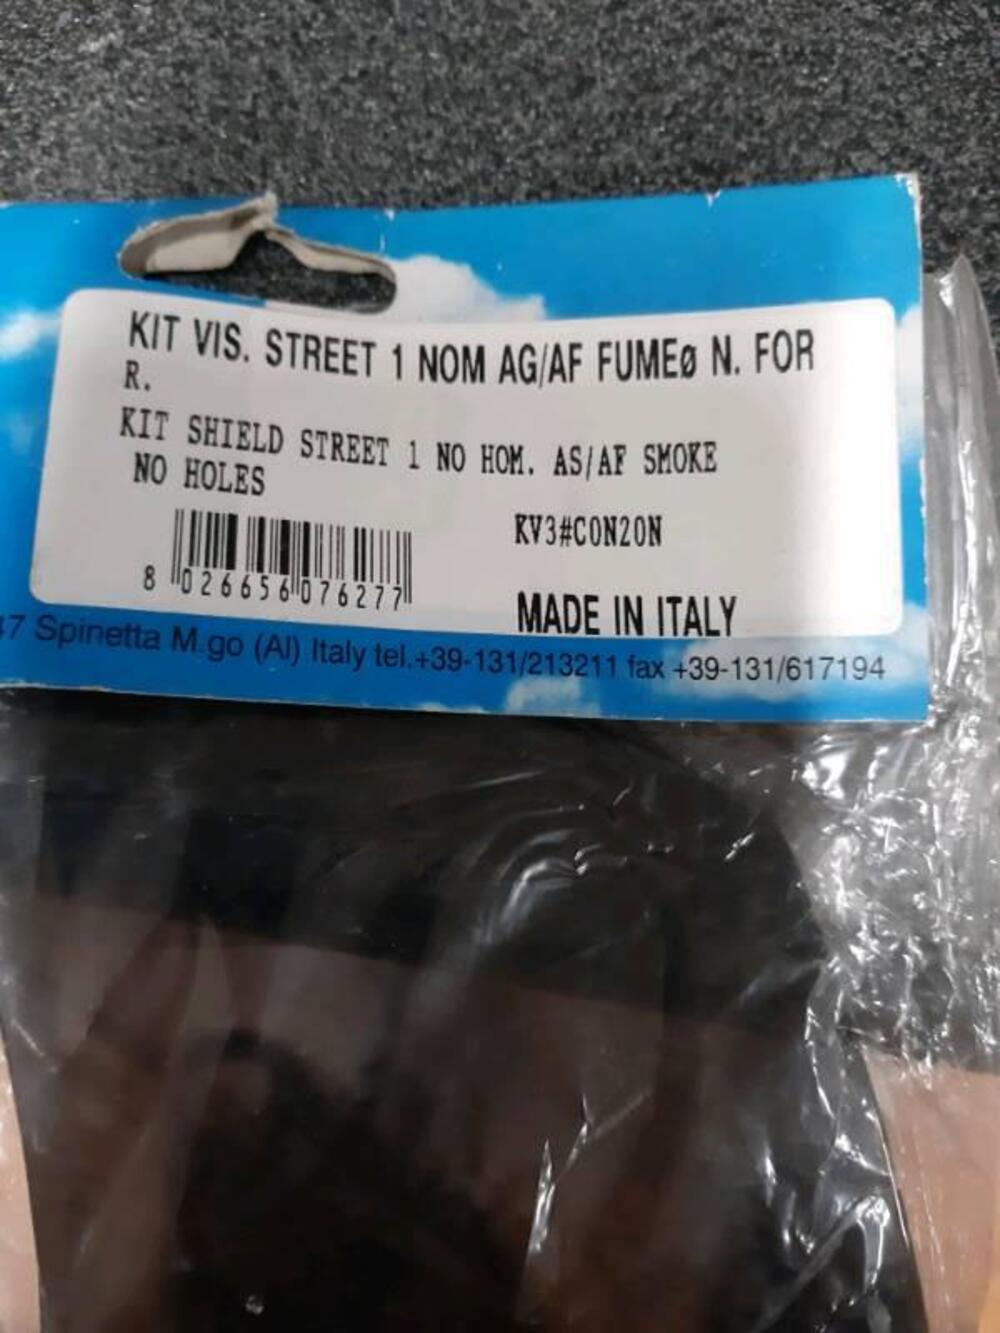 KIT VIS. STREET 1 NOM AG/AF FUMEø N. FOR
R.
KIT SHIELD STREET 1 NO HOM. AS/AF SMOKE
NO HOLES
KV3#C0N20N
8 026656 076277
MADE IN ITALY
47 Spinetta M.go (Al) Italy tel.+39-131/213211 fax +39-131/617194